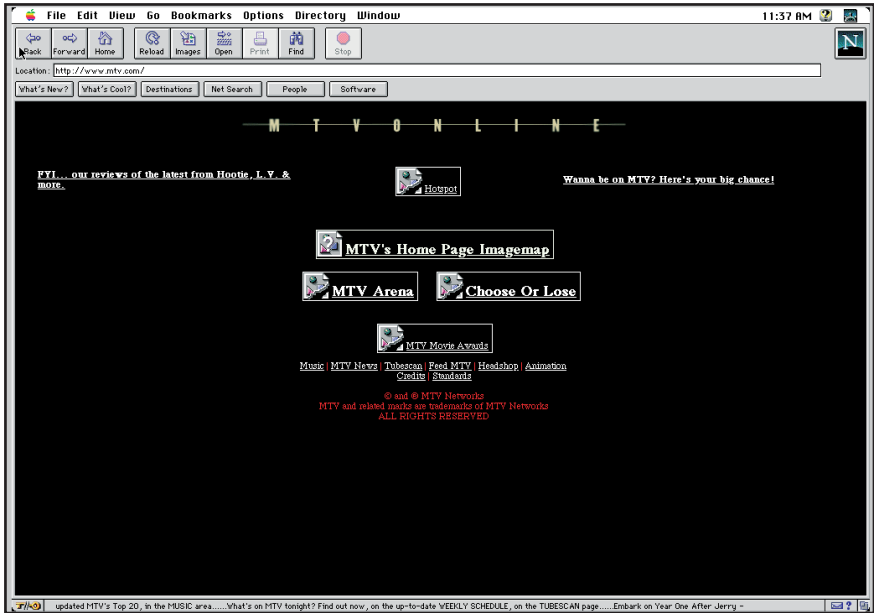 File Edit View Go Bookmarks Options Directory Window 11:37 AM
Back Forward Home Reload Images Open Print Find Stop
N
Location: http://www.mtv.com/
What's New? What's Cool? Destinations Net Search People Software
M T V O N L I N E
FYI... our reviews of the latest from Hootie, L.V. &
more.
Hotspot
Wanna be on MTV? Here's your big chance!
MTV's Home Page Imagemap
MTV Arena Choose Or Lose
MTV Movie Awards
Music | MTV News | Tubescan | Feed MTV | Headshop | Animation
Credits | Standards
© and ® MTV Networks
MTV and related marks are trademarks of MTV Networks
ALL RIGHTS RESERVED
updated MTV's Top 20, in the MUSIC area......What's on MTV tonight? Find out now, on the up-to-date WEEKLY SCHEDULE, on the TUBESCAN page......Embark on Year One After Jerry -
?